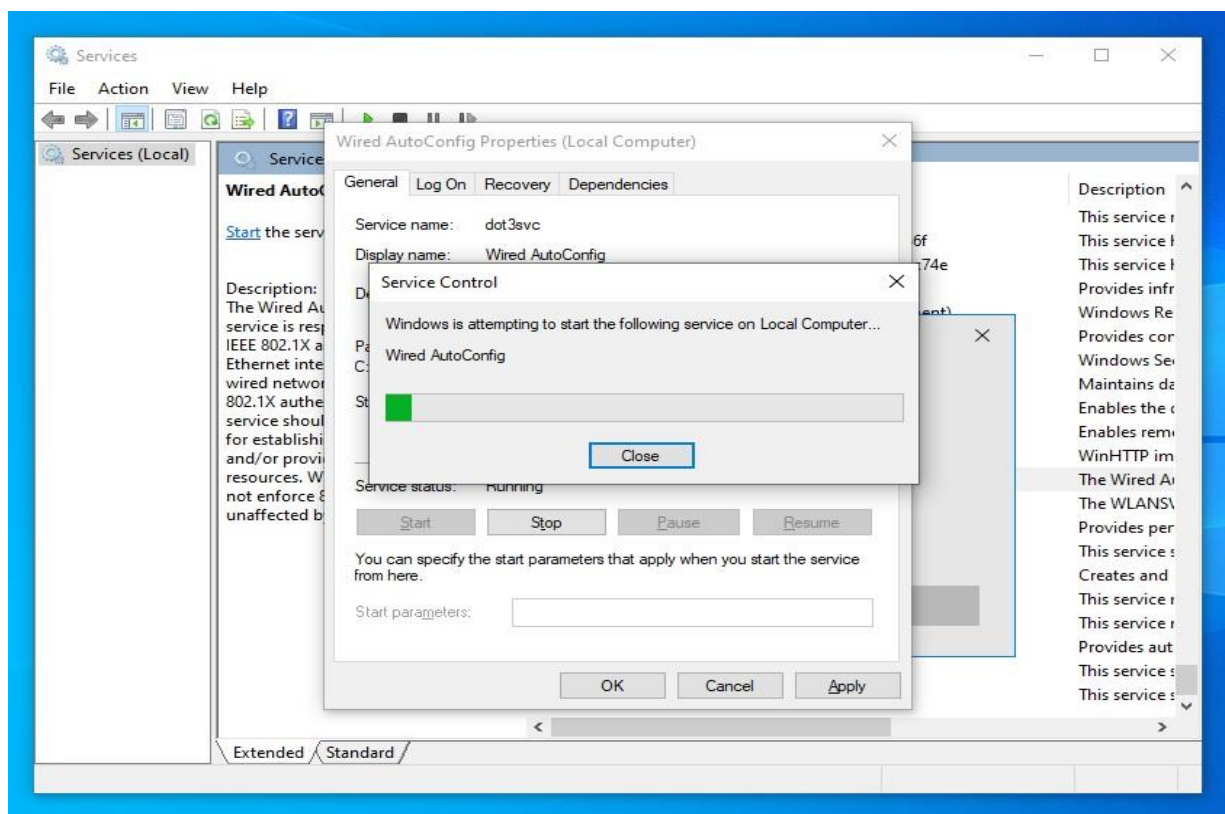 Services
File Action View Help
Services (Local)
Service
Wired Auto
Start the serv
Description:
The Wired Au
service is resp
IEEE 802.1X a
Ethernet inte
wired networ
802.1X authe
service shoul
for establishi
and/or provi
resources. W
not enforce 8
unaffected b
Wired AutoConfig Properties (Local Computer)
General Log On Recovery Dependencies
Service name: dot3svc
Display name: Wired AutoConfig
Service Control
Windows is attempting to start the following service on Local Computer...
Wired AutoConfig
Close
Service status: Running
Start Stop Pause Resume
You can specify the start parameters that apply when you start the service
from here.
Start parameters:
OK Cancel Apply
6f
74e
Description
This service r
This service
This service
Provides infr
Windows Re
Provides cor
Windows Se
Maintains da
Enables the
Enables rem
WinHTTP im
The Wired A
The WLANSV
Provides per
This service s
Creates and
This service r
This service r
Provides aut
This service s
This service s
Extended Standard